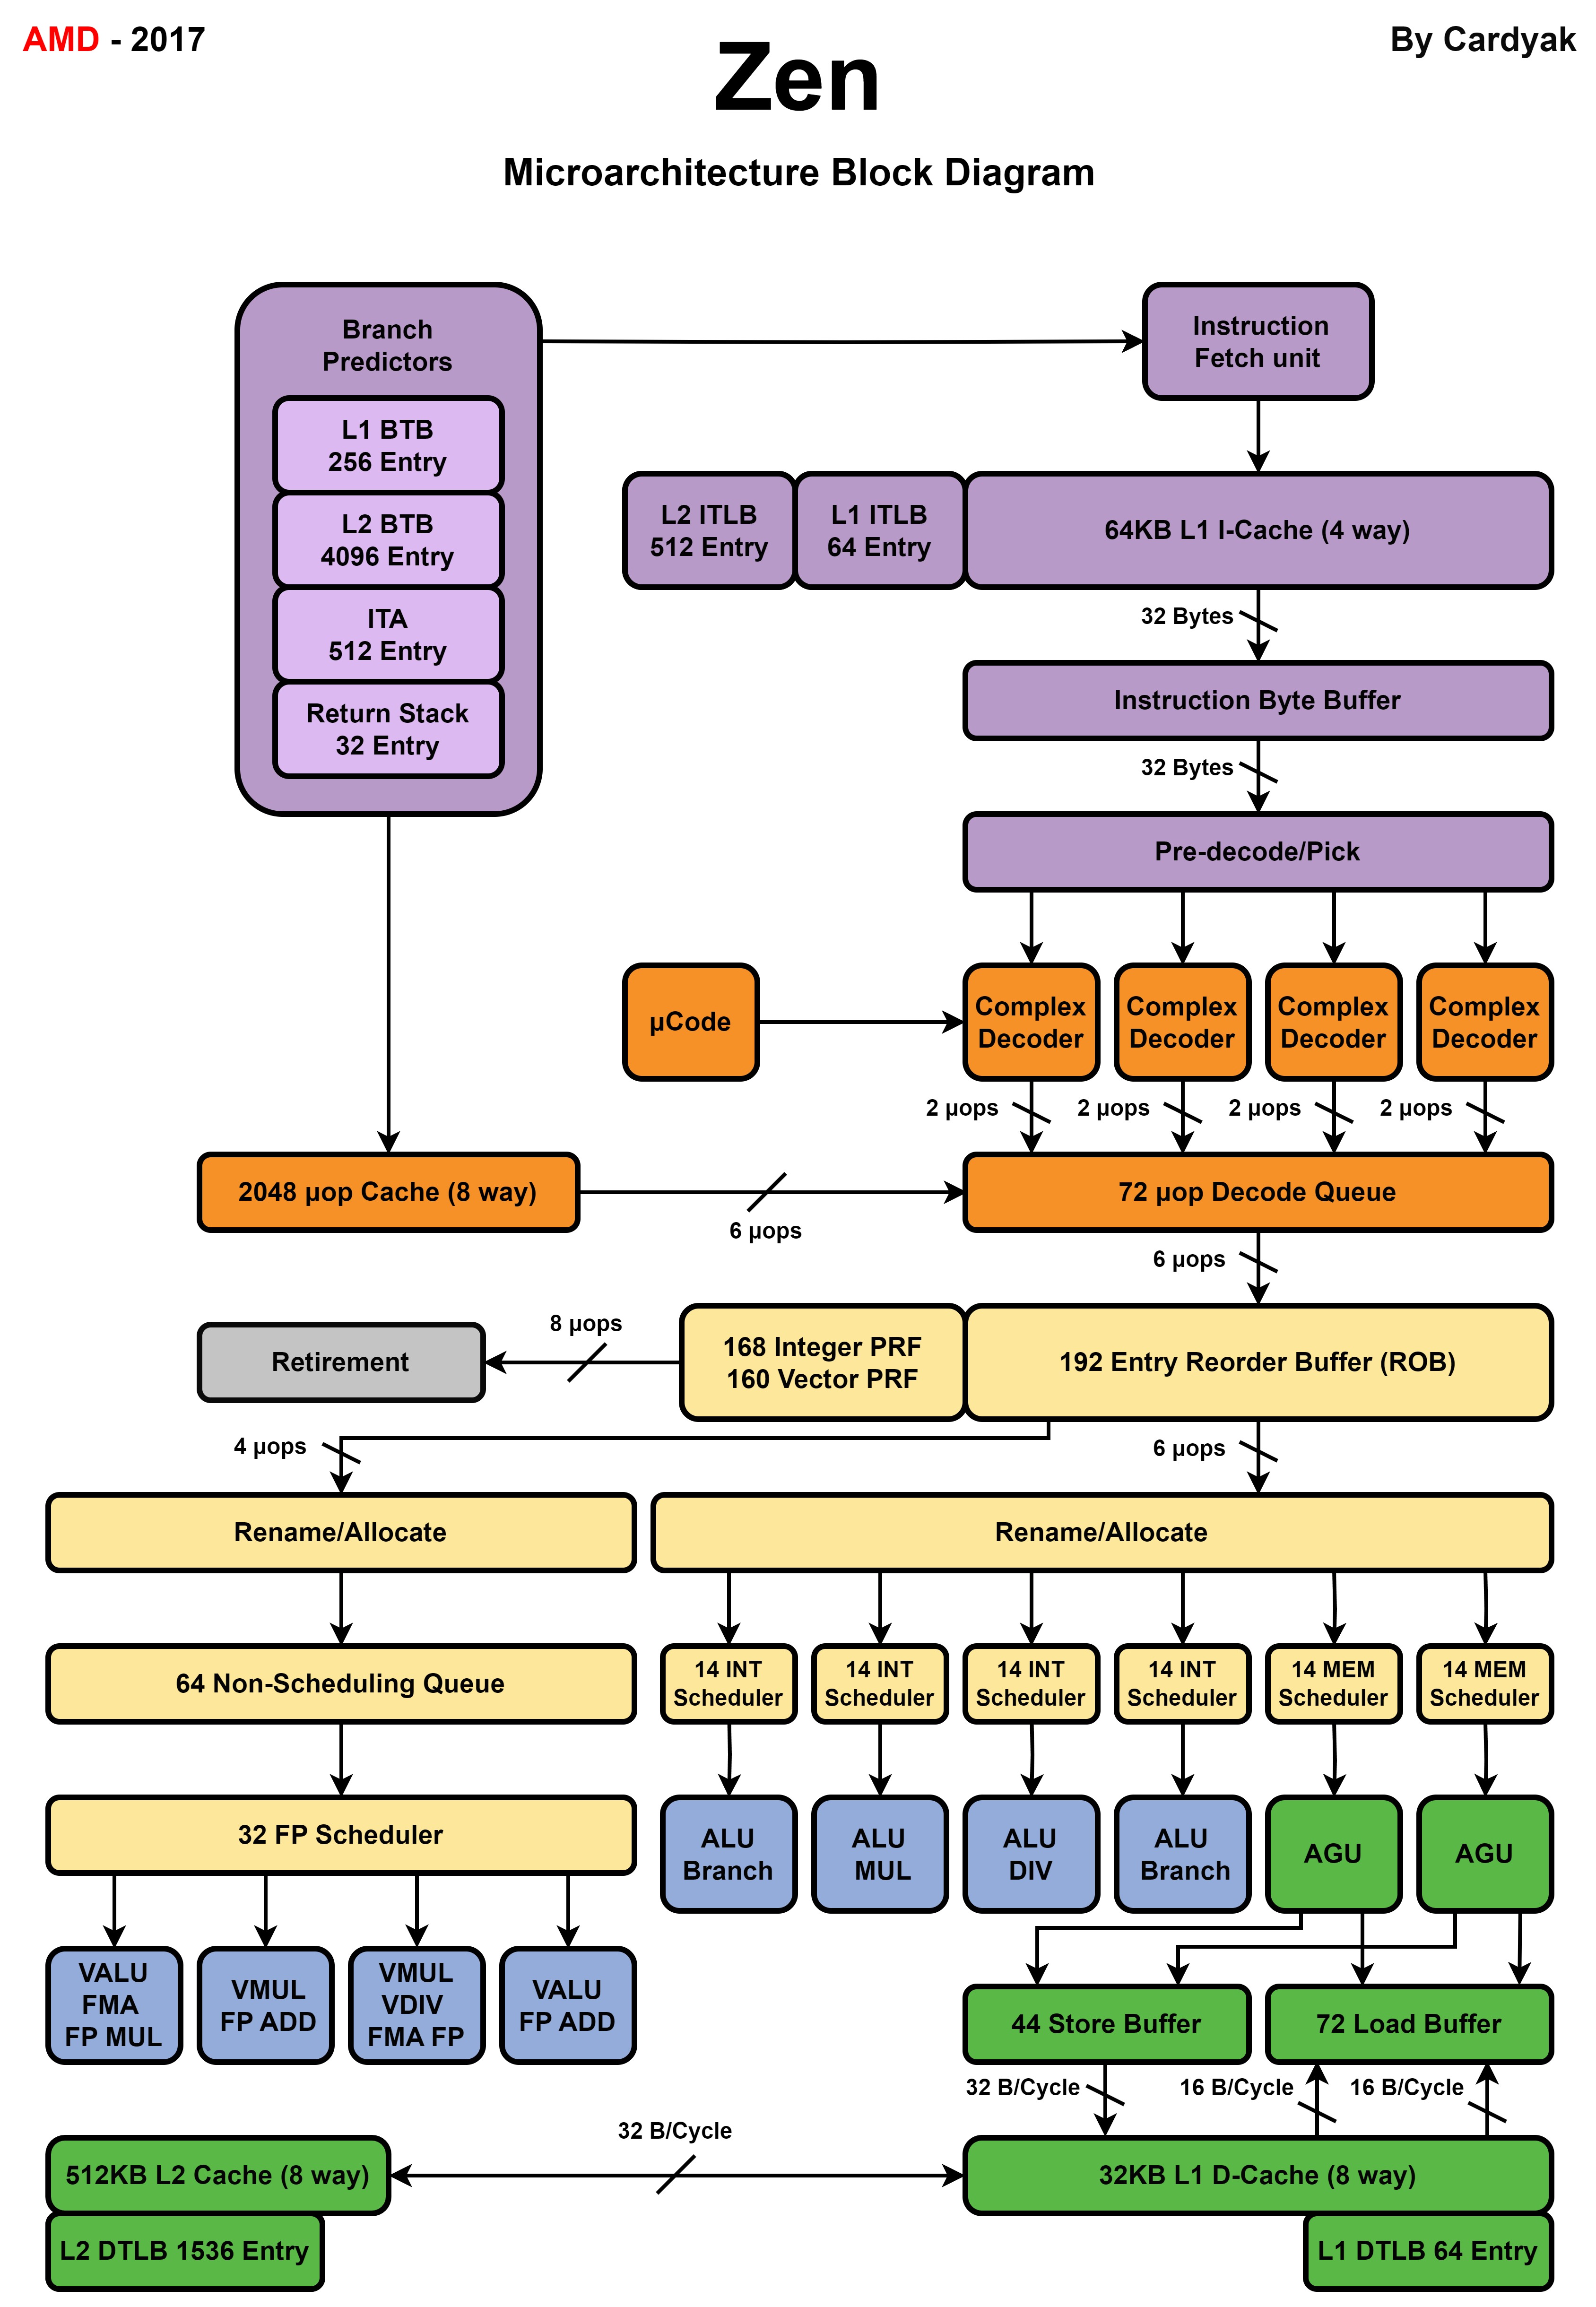 AMD - 2017
By Cardyak
Zen
Microarchitecture Block Diagram
Branch
Predictors
L1 BTB
256 Entry
L2 BTB
4096 Entry
ITA
512 Entry
Return Stack
32 Entry
Instruction
Fetch unit
L2 ITLB
512 Entry
L1 ITLB
64 Entry
64KB L1 I-Cache (4 way)
32 Bytes
Instruction Byte Buffer
32 Bytes
Pre-decode/Pick
µCode
Complex
Decoder
Complex
Decoder
Complex
Decoder
Complex
Decoder
2 µops
2 µops
2 µops
2 µops
2048 µop Cache (8 way)
6 µops
72 µop Decode Queue
6 µops
Retirement
8 µops
168 Integer PRF
160 Vector PRF
192 Entry Reorder Buffer (ROB)
4 µops
6 µops
Rename/Allocate
Rename/Allocate
64 Non-Scheduling Queue
14 INT
Scheduler
14 INT
Scheduler
14 INT
Scheduler
14 INT
Scheduler
14 MEM
Scheduler
14 MEM
Scheduler
32 FP Scheduler
ALU
Branch
ALU
MUL
ALU
DIV
ALU
Branch
AGU
AGU
VALU
FMA
FP MUL
VMUL
FP ADD
VMUL
VDIV
FMA FP
VALU
FP ADD
44 Store Buffer
72 Load Buffer
32 B/Cycle
16 B/Cycle
16 B/Cycle
32 B/Cycle
512KB L2 Cache (8 way)
32KB L1 D-Cache (8 way)
L2 DTLB 1536 Entry
L1 DTLB 64 Entry